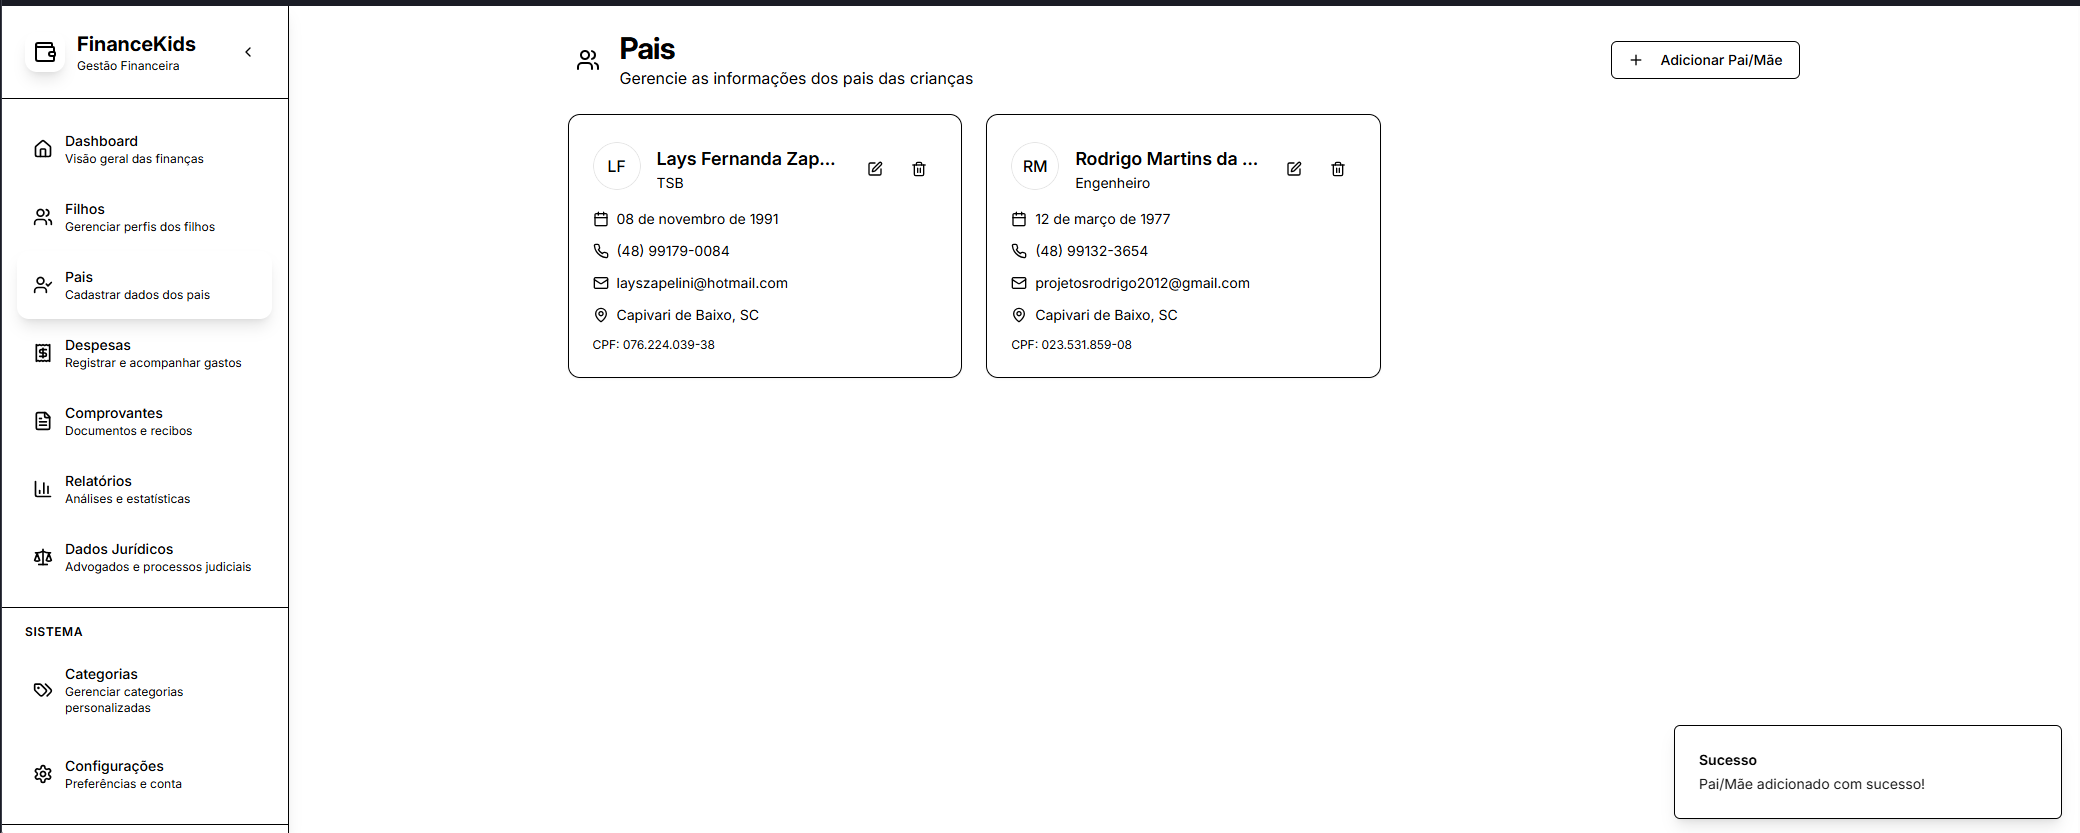 FinanceKids
Gestão Financeira
Dashboard
Visão geral das finanças
Filhos
Gerenciar perfis dos filhos
Pais
Cadastrar dados dos pais
Despesas
Registrar e acompanhar gastos
Comprovantes
Documentos e recibos
Relatórios
Análises e estatísticas
Dados Jurídicos
Advogados e processos judiciais
SISTEMA
Categorias
Gerenciar categorias
personalizadas
Configurações
Preferências e conta
Pais
Gerencie as informações dos pais das crianças
Adicionar Pai/Mãe
LF
Lays Fernanda Zap...
TSB
08 de novembro de 1991
(48) 99179-0084
layszapelini@hotmail.com
Capivari de Baixo, SC
CPF: 076.224.039-38
RM
Rodrigo Martins da ...
Engenheiro
12 de março de 1977
(48) 99132-3654
projetosrodrigo2012@gmail.com
Capivari de Baixo, SC
CPF: 023.531.859-08
Sucesso
Pai/Mãe adicionado com sucesso!